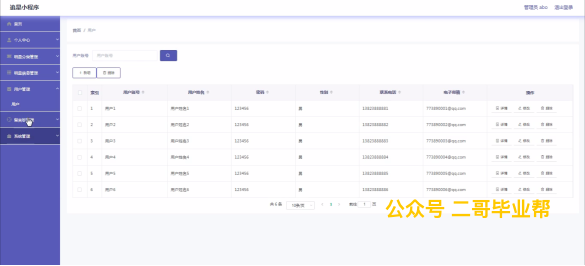 追星小程序
管理员 abo 退出登录
首页
首页 / 用户
个人中心
明星公告管理
用户账号 用户账号
用户管理
新增 删除
用户
索引 用户账号 用户姓名 密码 性别 联系电话 电子邮箱 操作
1 用户1 用户姓名1 123456 男 13823888881 773890001@qq.com 详情 修改 删除
2 用户2 用户姓名2 123456 男 13823888882 773890002@qq.com 详情 修改 删除
系统管理
3 用户3 用户姓名3 123456 男 13823888883 773890003@qq.com 详情 修改 删除
4 用户4 用户姓名4 123456 男 13823888884 773890004@qq.com 详情 修改 删除
5 用户5 用户姓名5 123456 男 13823888885 773890005@qq.com 详情 修改 删除
6 用户6 用户姓名6 123456 男 13823888886 773890006@qq.com 详情 修改 删除
共 6 条 10条/页 1 前往 1 页
公众号 二哥毕业帮